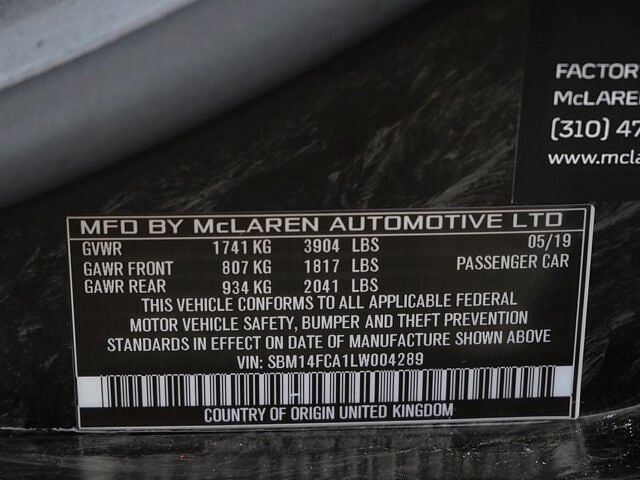 FACTOR
McLARE
(310) 47
www.mcla
MFD BY McLAREN AUTOMOTIVE LTD
GVWR 1741 KG 3904 LBS 05/19
GAWR FRONT 807 KG 1817 LBS PASSENGER CAR
GAWR REAR 934 KG 2041 LBS
THIS VEHICLE CONFORMS TO ALL APPLICABLE FEDERAL
MOTOR VEHICLE SAFETY, BUMPER AND THEFT PREVENTION
STANDARDS IN EFFECT ON DATE OF MANUFACTURE SHOWN ABOVE
VIN: SBM14FCA1LW004289
COUNTRY OF ORIGIN UNITED KINGDOM